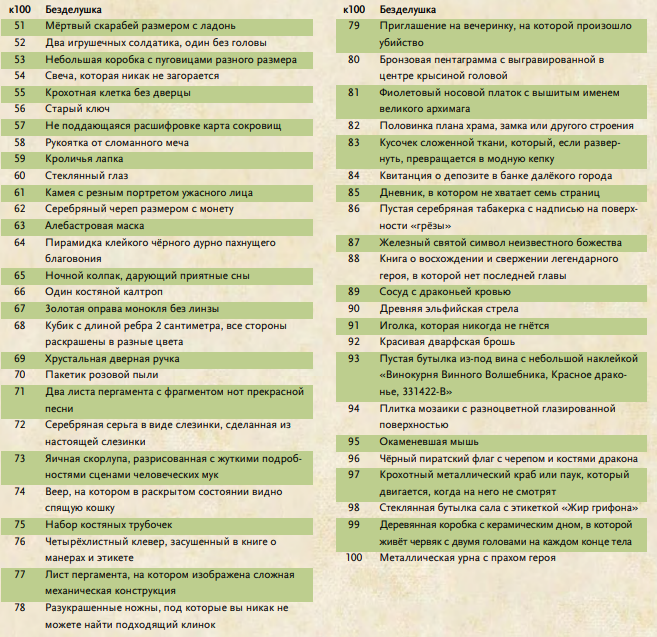 к100 Безделушка
51 Мёртвый скарабей размером с ладонь
52 Два игрушечных солдатика, один без головы
53 Небольшая коробка с пуговицами разного размера
54 Свеча, которая никак не загорается
55 Крохотная клетка без дверцы
56 Старый ключ
57 Не поддающаяся расшифровке карта сокровищ
58 Рукоятка от сломанного меча
59 Кроличья лапка
60 Стеклянный глаз
61 Камея с резным портретом ужасного лица
62 Серебряный череп размером с монету
63 Алебастровая маска
64 Пирамидка клейкого чёрного дурно пахнущего
благовония
65 Ночной колпак, дарующий приятные сны
66 Один костяной калтроп
67 Золотая оправа монокля без линзы
68 Кубик с длиной ребра 2 сантиметра, все стороны
раскрашены в разные цвета
69 Хрустальная дверная ручка
70 Пакетик розовой пыли
71 Два листа пергамента с фрагментом нот прекрасной
песни
72 Серебряная серьга в виде слезинки, сделанная из
настоящей слезинки
73 Яичная скорлупа, разрисованная с жуткими подроб-
ностями сценами человеческих мук
74 Веер, на котором в раскрытом состоянии видно
спящую кошку
75 Набор костяных трубочек
76 Четырёхлистный клевер, засушенный в книге о
манерах и этикете
77 Лист пергамента, на котором изображена сложная
механическая конструкция
78 Разукрашенные ножны, под которые вы никак не
можете найти подходящий клинок
к100 Безделушка
79 Приглашение на вечеринку, на которой произошло
убийство
80 Бронзовая пентаграмма с выгравированной в
центре крысиной головой
81 Фиолетовый носовой платок с вышитым именем
великого архимага
82 Половинка плана храма, замка или другого строения
83 Кусочек сложенной ткани, который, если развер-
нуть, превращается в модную кепку
84 Квитанция о депозите в банке далёкого города
85 Дневник, в котором не хватает семь страниц
86 Пустая серебряная табакерка с надписью на поверх-
ности «грёзы»
87 Железный святой символ неизвестного божества
88 Книга о восхождении и свержении легендарного
героя, в которой нет последней главы
89 Сосуд с драконьей кровью
90 Древняя эльфийская стрела
91 Иголка, которая никогда не гнётся
92 Красивая дварфская брошь
93 Пустая бутылка из-под вина с небольшой наклейкой
«Винокурня Винного Волшебника, Красное драко-
нье, 331422-В»
94 Плитка мозаики с разноцветной глазированной
поверхностью
95 Окаменевшая мышь
96 Чёрный пиратский флаг с черепом и костями дракона
97 Крохотный металлический краб или паук, который
двигается, когда на него не смотрят
98 Стеклянная бутылка сала с этикеткой «Жир грифона»
99 Деревянная коробка с керамическим дном, в которой
живёт червяк с двумя головами на каждом конце тела
100 Металлическая урна с прахом героя